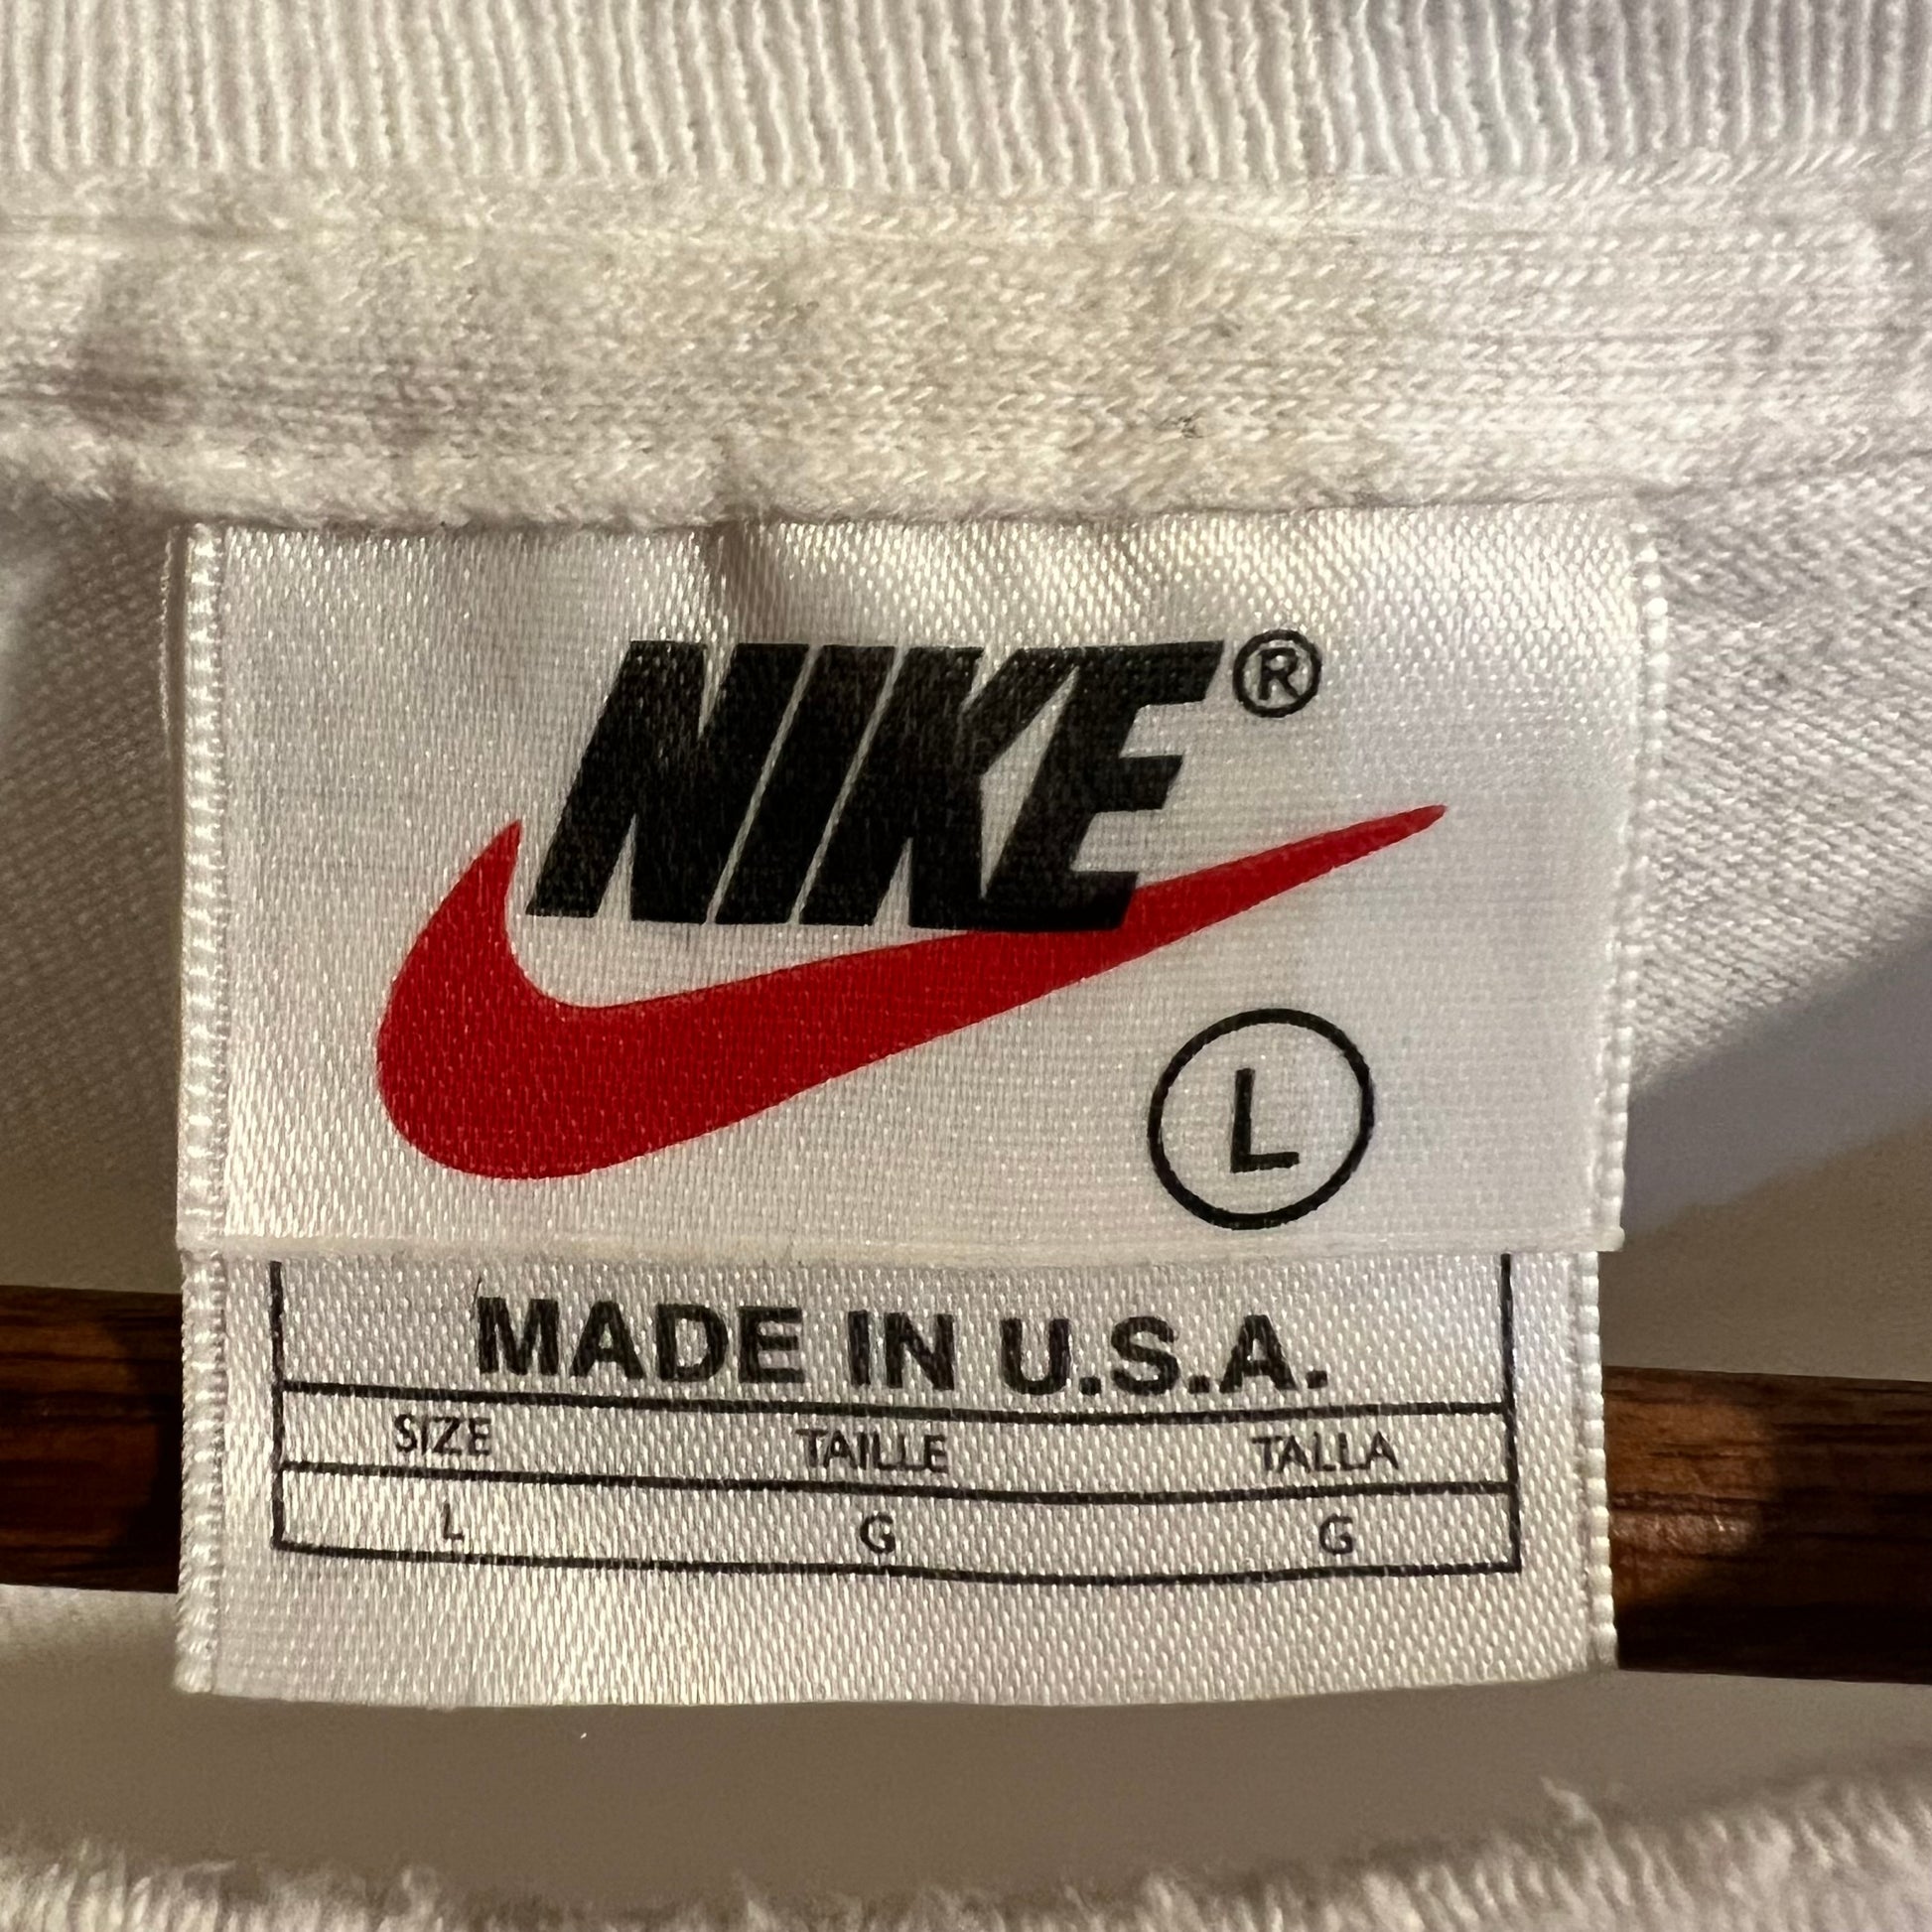 NIKE®
L
MADE IN U.S.A.
SIZE TAILLE TALLA
L G G